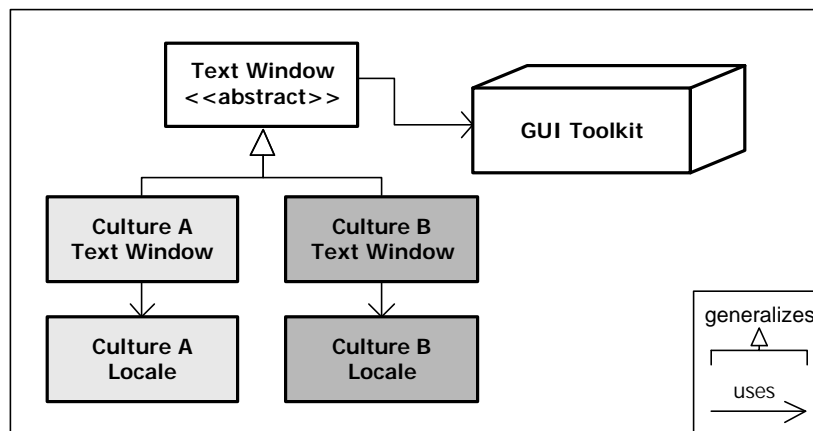 Text Window
<<abstract>>
GUI Toolkit
Culture A
Text Window
Culture B
Text Window
Culture A
Locale
Culture B
Locale
generalizes
uses